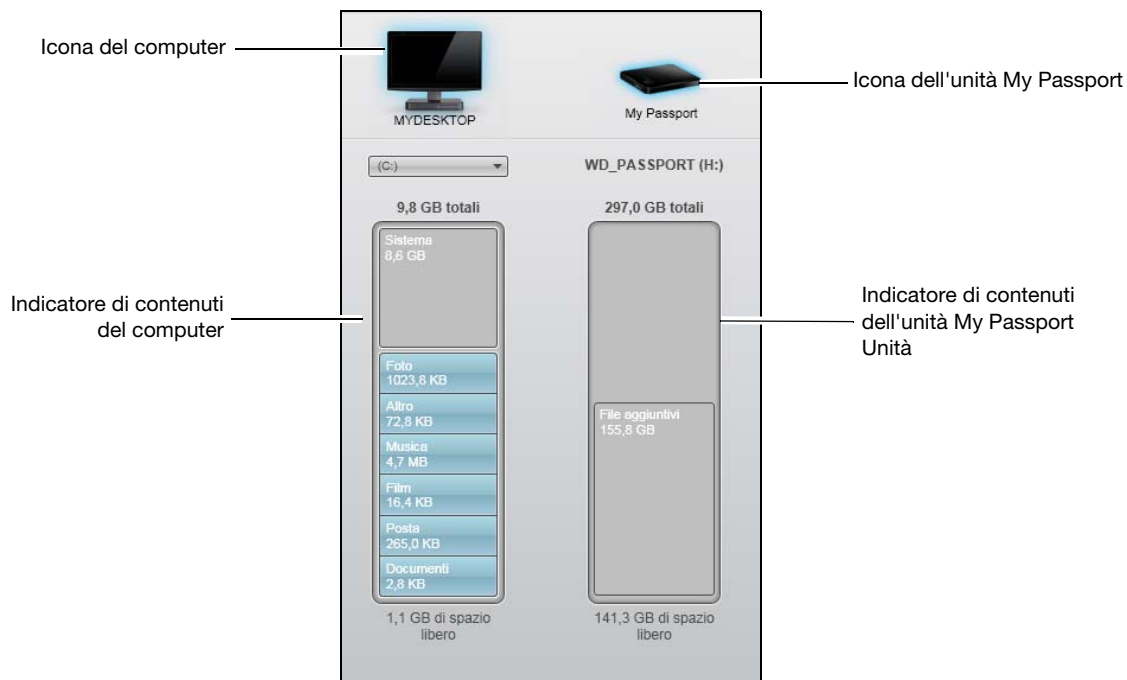 Icona del computer
Icona dell'unità My Passport
MYDESKTOP
My Passport
(C:)
WD_PASSPORT (H:)
9,8 GB totali
297,0 GB totali
Sistema
8,6 GB
Indicatore di contenuti
del computer
Indicatore di contenuti
dell'unità My Passport
Unità
Foto
1023,8 KB
Altro
72,8 KB
Musica
4,7 MB
Film
16,4 KB
Posta
265,0 KB
Documenti
2,8 KB
File aggiuntivi
155,8 GB
1,1 GB di spazio
libero
141,3 GB di spazio
libero